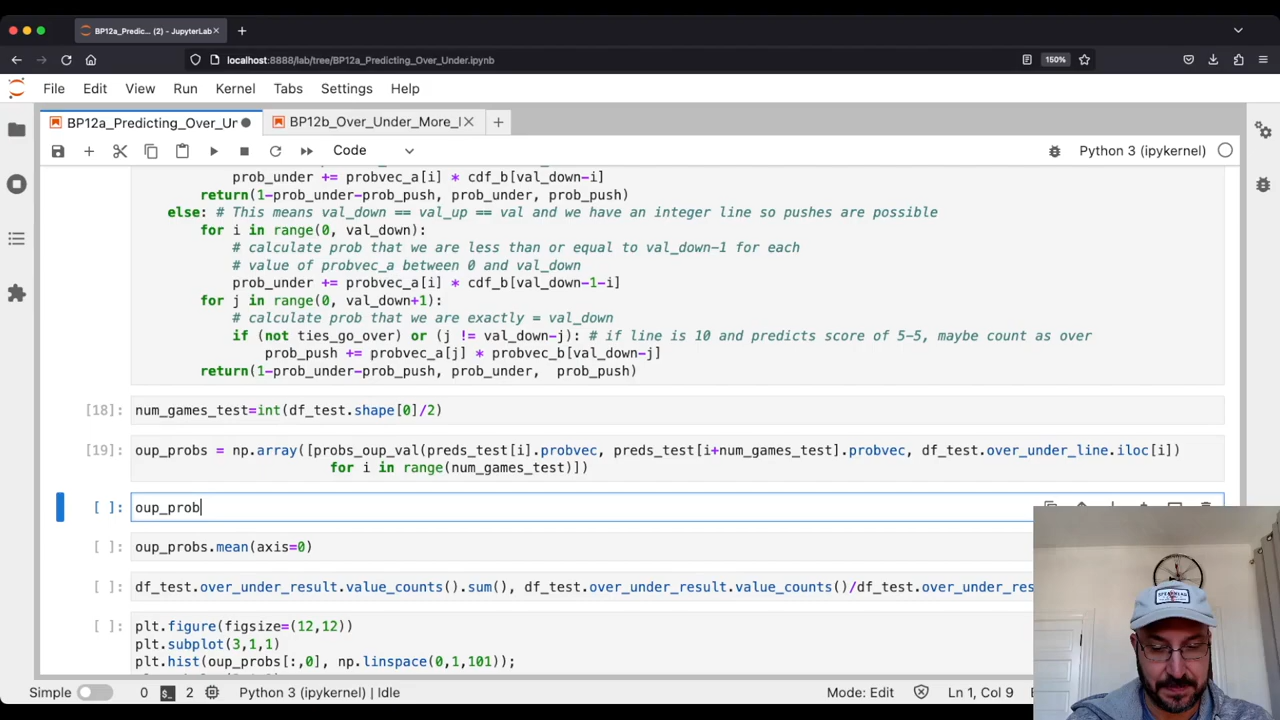 BP12a_Predic... (2) - JupyterLab
localhost:8888/lab/tree/BP12a_Predicting_Over_Under.ipynb
150%
File Edit View Run Kernel Tabs Settings Help
BP12a_Predicting_Over_Ur
BP12b_Over_Under_More_I
Code
Python 3 (ipykernel)
prob_under += probvec_a[i] * cdf_b[val_down-i]
return(1-prob_under-prob_push, prob_under, prob_push)
else: # This means val_down == val_up == val and we have an integer line so pushes are possible
for i in range(0, val_down):
# calculate prob that we are less than or equal to val_down-1 for each
# value of probvec_a between 0 and val_down
prob_under += probvec_a[i] * cdf_b[val_down-1-i]
for j in range(0, val_down+1):
# calculate prob that we are exactly = val_down
if (not ties_go_over) or (j != val_down-j): # if line is 10 and predicts score of 5-5, maybe count as over
prob_push += probvec_a[j] * probvec_b[val_down-j]
return(1-prob_under-prob_push, prob_under,  prob_push)
[18]: num_games_test=int(df_test.shape[0]/2)
[19]: oup_probs = np.array([probs_oup_val(preds_test[i].probvec, preds_test[i+num_games_test].probvec, df_test.over_under_line.iloc[i])
for i in range(num_games_test)])
[ ]: oup_prob
[ ]: oup_probs.mean(axis=0)
[ ]: df_test.over_under_result.value_counts().sum(), df_test.over_under_result.value_counts()/df_test.over_under_res
[ ]: plt.figure(figsize=(12,12))
plt.subplot(3,1,1)
plt.hist(oup_probs[:,0], np.linspace(0,1,101));
Simple 0 2 Python 3 (ipykernel) | Idle
Mode: Edit Ln 1, Col 9